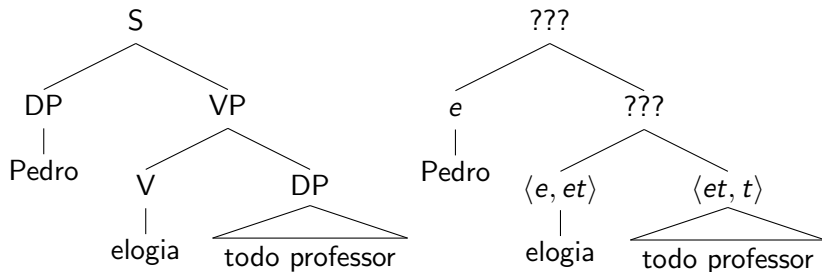 S ???
DP VP e ???
Pedro V DP Pedro ⟨e, et⟩ ⟨et, t⟩
elogia todo professor elogia todo professor